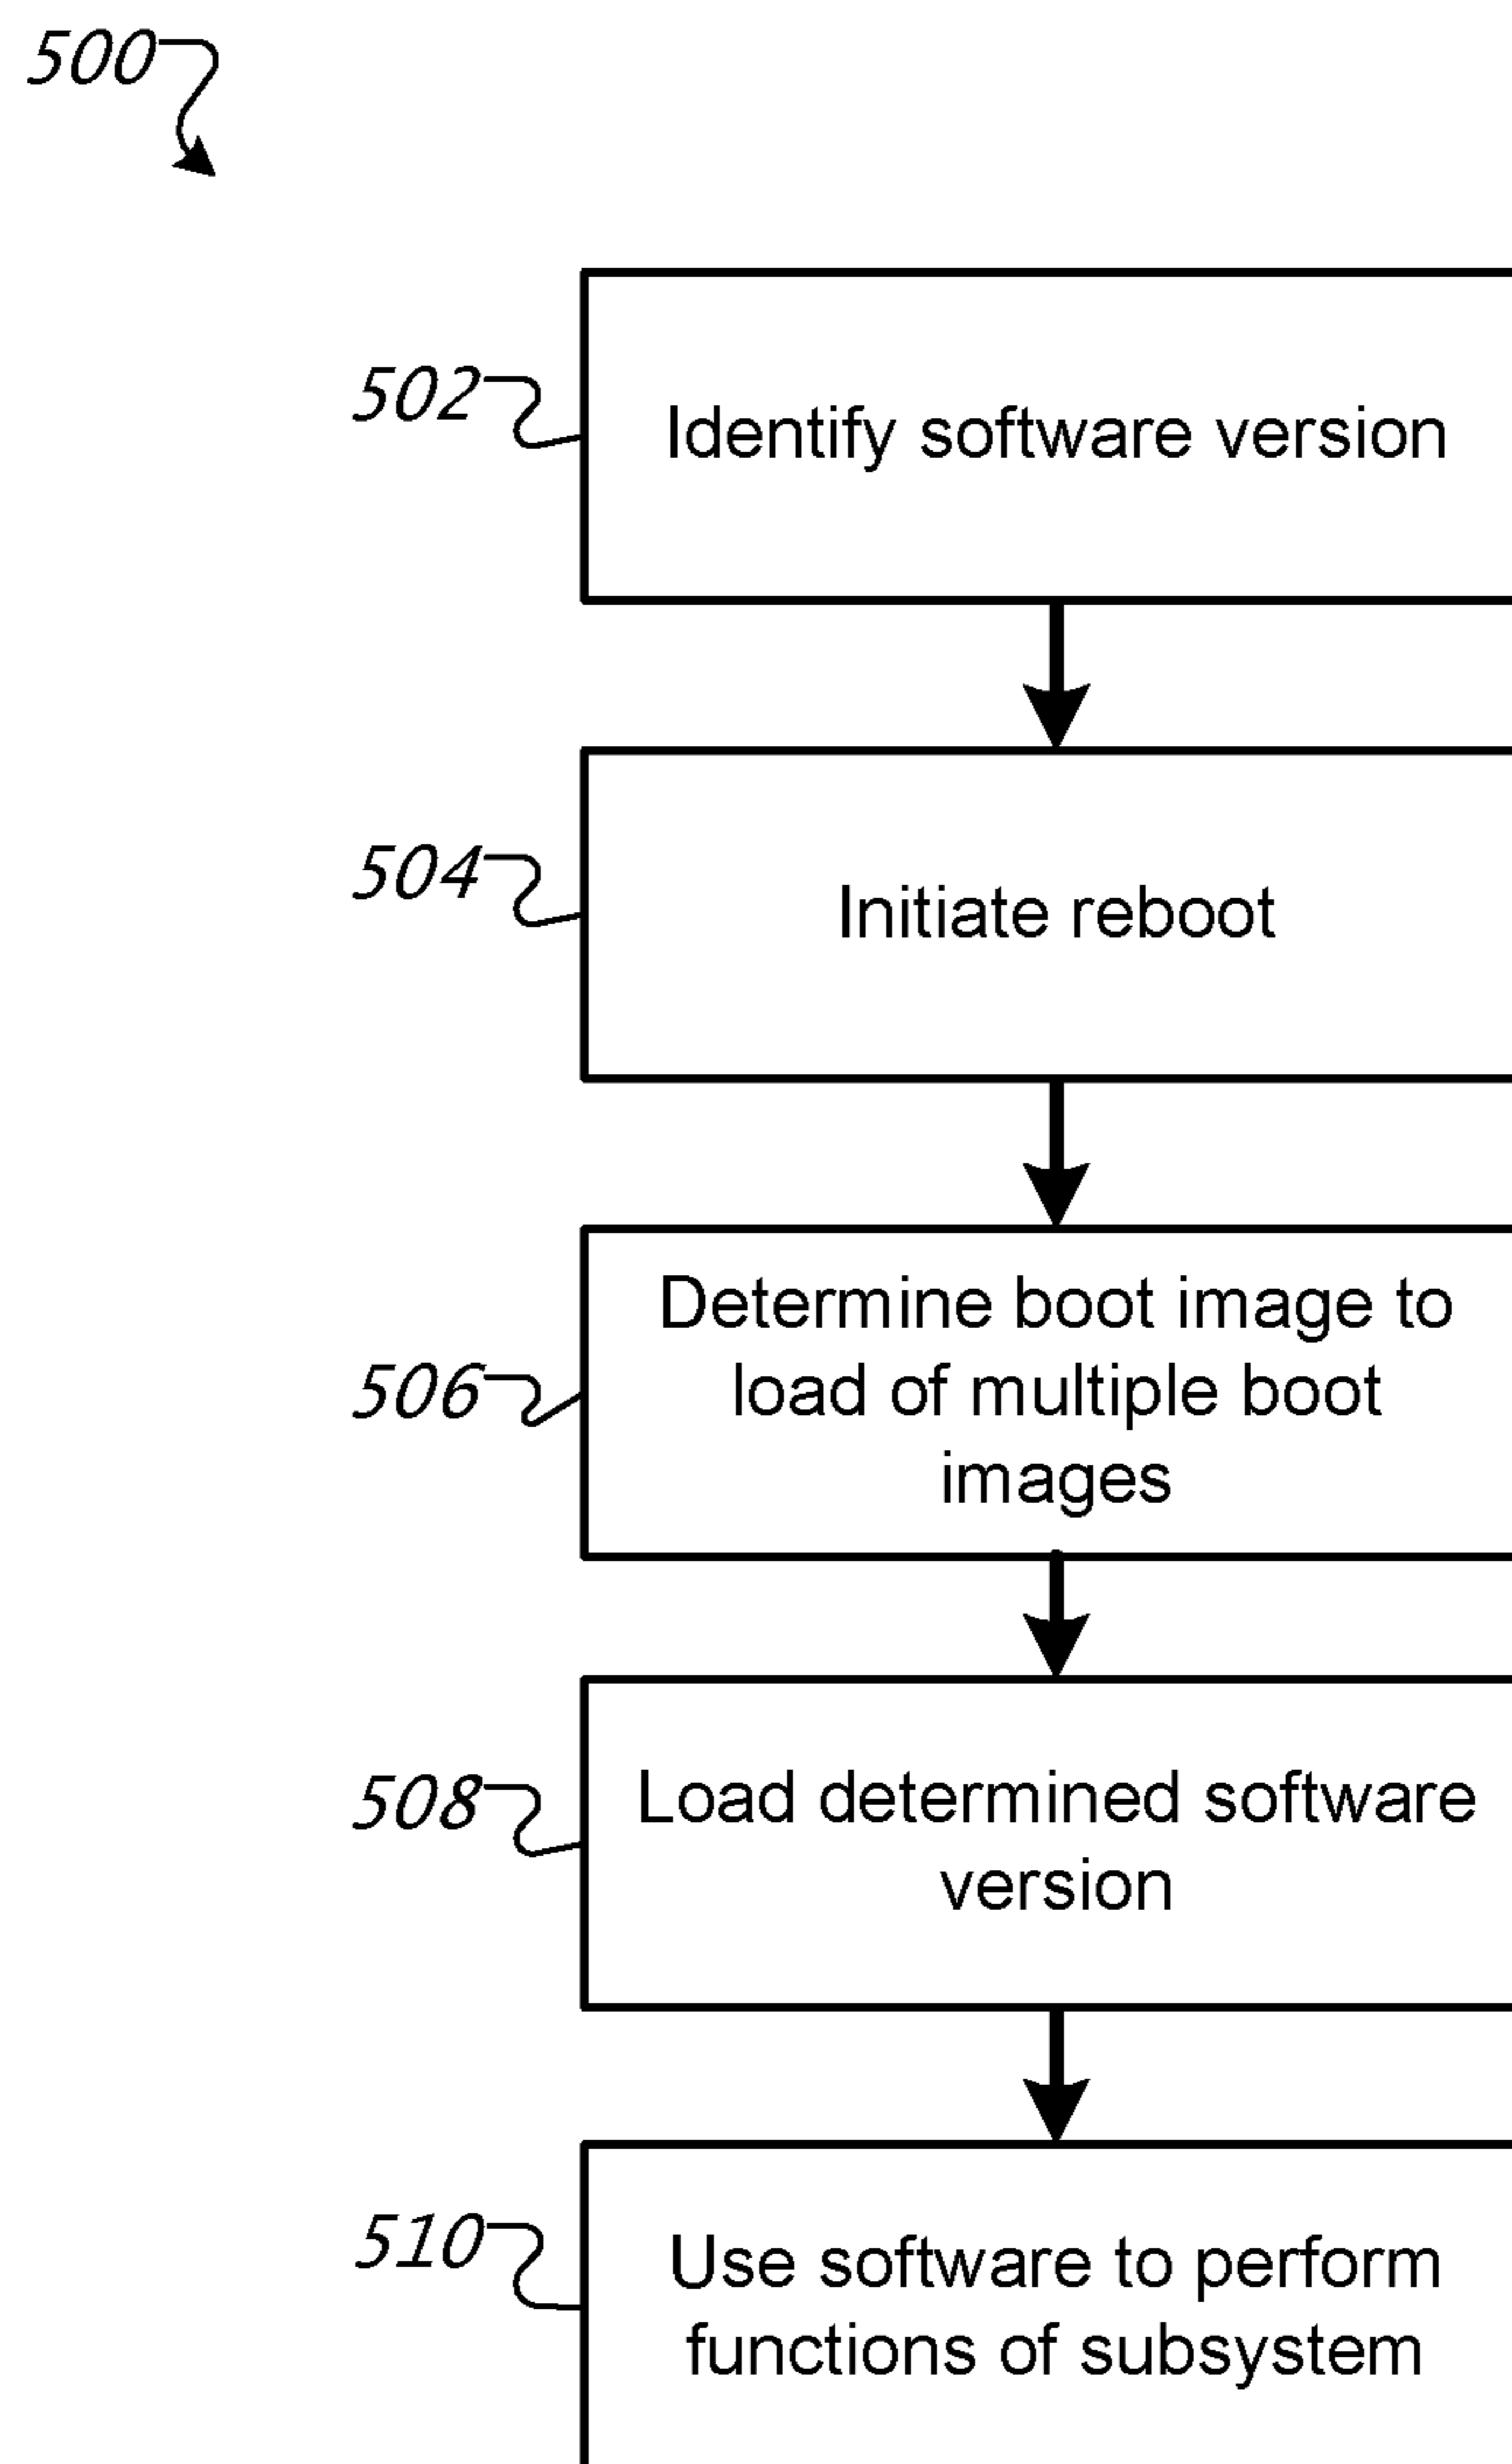 500
502
Identify software version
504
Initiate reboot
506
Determine boot image to
load of multiple boot
images
508
Load determined software
version
510
Use software to perform
functions of subsystem